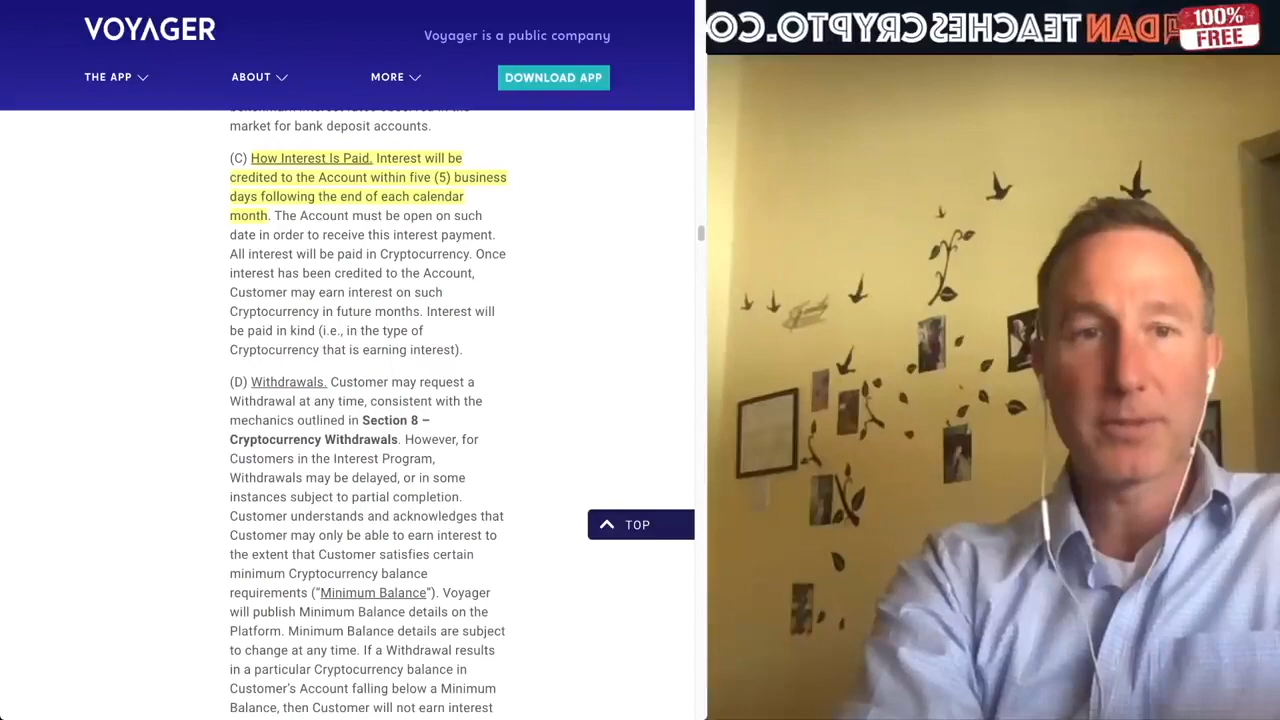 VOYAGER
Voyager is a public company
THE APP
ABOUT
MORE
DOWNLOAD APP
benchmark interest rates observed in the
market for bank deposit accounts.
(C) How Interest Is Paid. Interest will be
credited to the Account within five (5) business
days following the end of each calendar
month. The Account must be open on such
date in order to receive this interest payment.
All interest will be paid in Cryptocurrency. Once
interest has been credited to the Account,
Customer may earn interest on such
Cryptocurrency in future months. Interest will
be paid in kind (i.e., in the type of
Cryptocurrency that is earning interest).
(D) Withdrawals. Customer may request a
Withdrawal at any time, consistent with the
mechanics outlined in Section 8 –
Cryptocurrency Withdrawals. However, for
Customers in the Interest Program,
Withdrawals may be delayed, or in some
instances subject to partial completion.
Customer understands and acknowledges that
Customer may only be able to earn interest to
the extent that Customer satisfies certain
minimum Cryptocurrency balance
requirements (“Minimum Balance”). Voyager
will publish Minimum Balance details on the
Platform. Minimum Balance details are subject
to change at any time. If a Withdrawal results
in a particular Cryptocurrency balance in
Customer’s Account falling below a Minimum
Balance, then Customer will not earn interest
TOP
DAN TEACHES CRYPTO.CO
100%
FREE